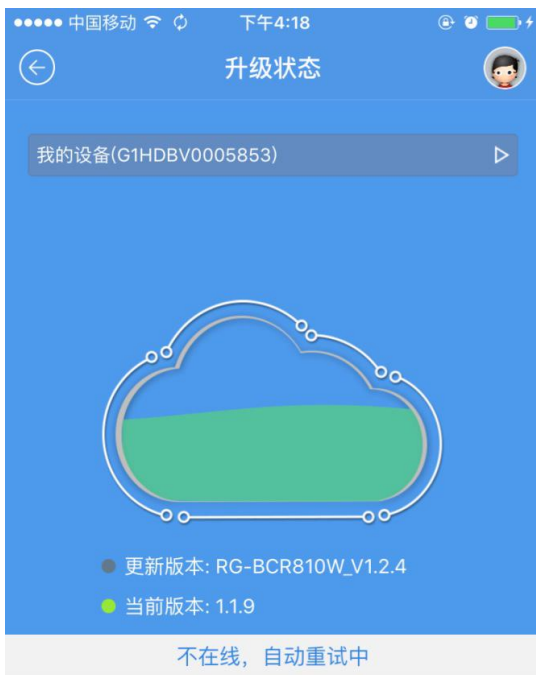 中国移动 下午4:18
升级状态
我的设备(G1HDBV0005853)
更新版本: RG-BCR810W_V1.2.4
当前版本: 1.1.9
不在线，自动重试中